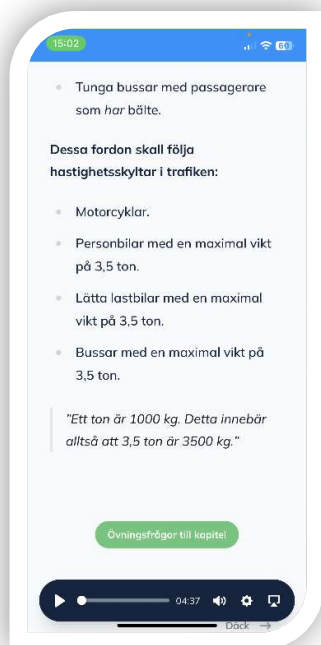 15:02
60
Tunga bussar med passagerare
som har bälte.
Dessa fordon skall följa
hastighetsskyltar i trafiken:
Motorcyklar.
Personbilar med en maximal vikt
på 3,5 ton.
Lätta lastbilar med en maximal
vikt på 3,5 ton.
Bussar med en maximal vikt på
3,5 ton.
"Ett ton är 1000 kg. Detta innebär
alltså att 3,5 ton är 3500 kg."
Övningsfrågor till kapitel
04:37
Däck →